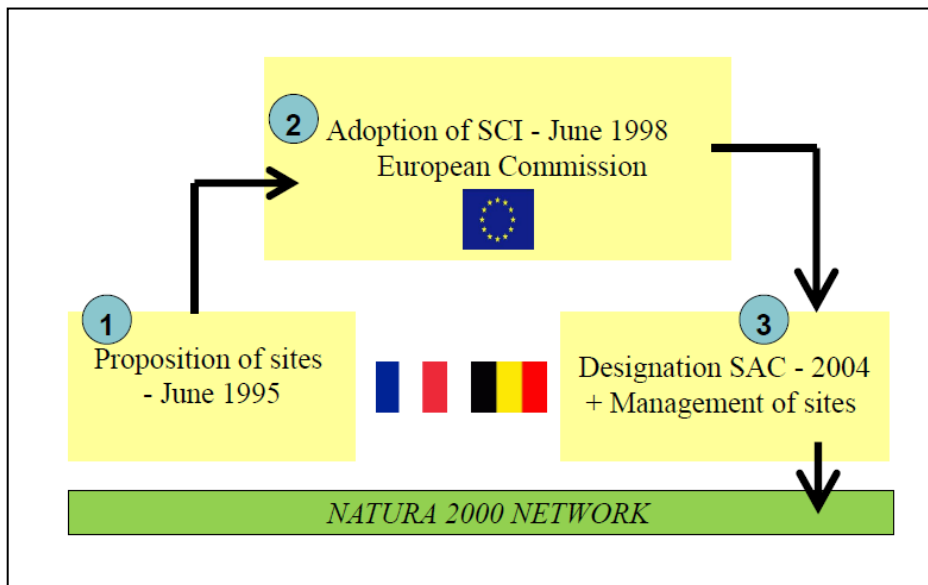 1
Proposition of sites
- June 1995
2
Adoption of SCI - June 1998
European Commission
3
Designation SAC - 2004
+ Management of sites
NATURA 2000 NETWORK